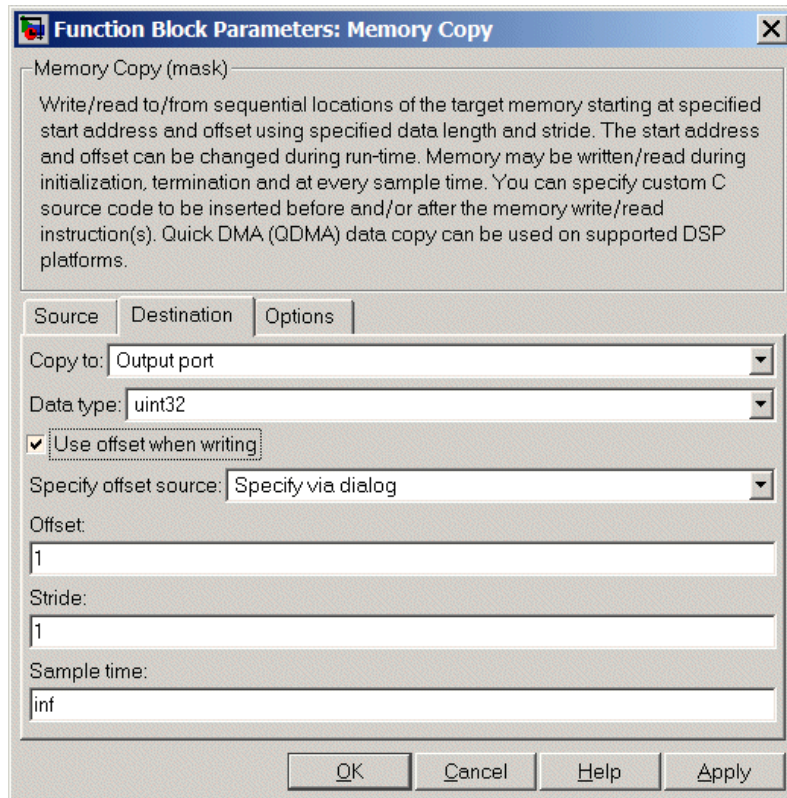 Function Block Parameters: Memory Copy
Memory Copy (mask)
Write/read to/from sequential locations of the target memory starting at specified
start address and offset using specified data length and stride. The start address
and offset can be changed during run-time. Memory may be written/read during
initialization, termination and at every sample time. You can specify custom C
source code to be inserted before and/or after the memory write/read
instruction(s). Quick DMA (QDMA) data copy can be used on supported DSP
platforms.
Source Destination Options
Copy to: Output port
Data type: uint32
Use offset when writing
Specify offset source: Specify via dialog
Offset:
1
Stride:
1
Sample time:
inf
OK Cancel Help Apply